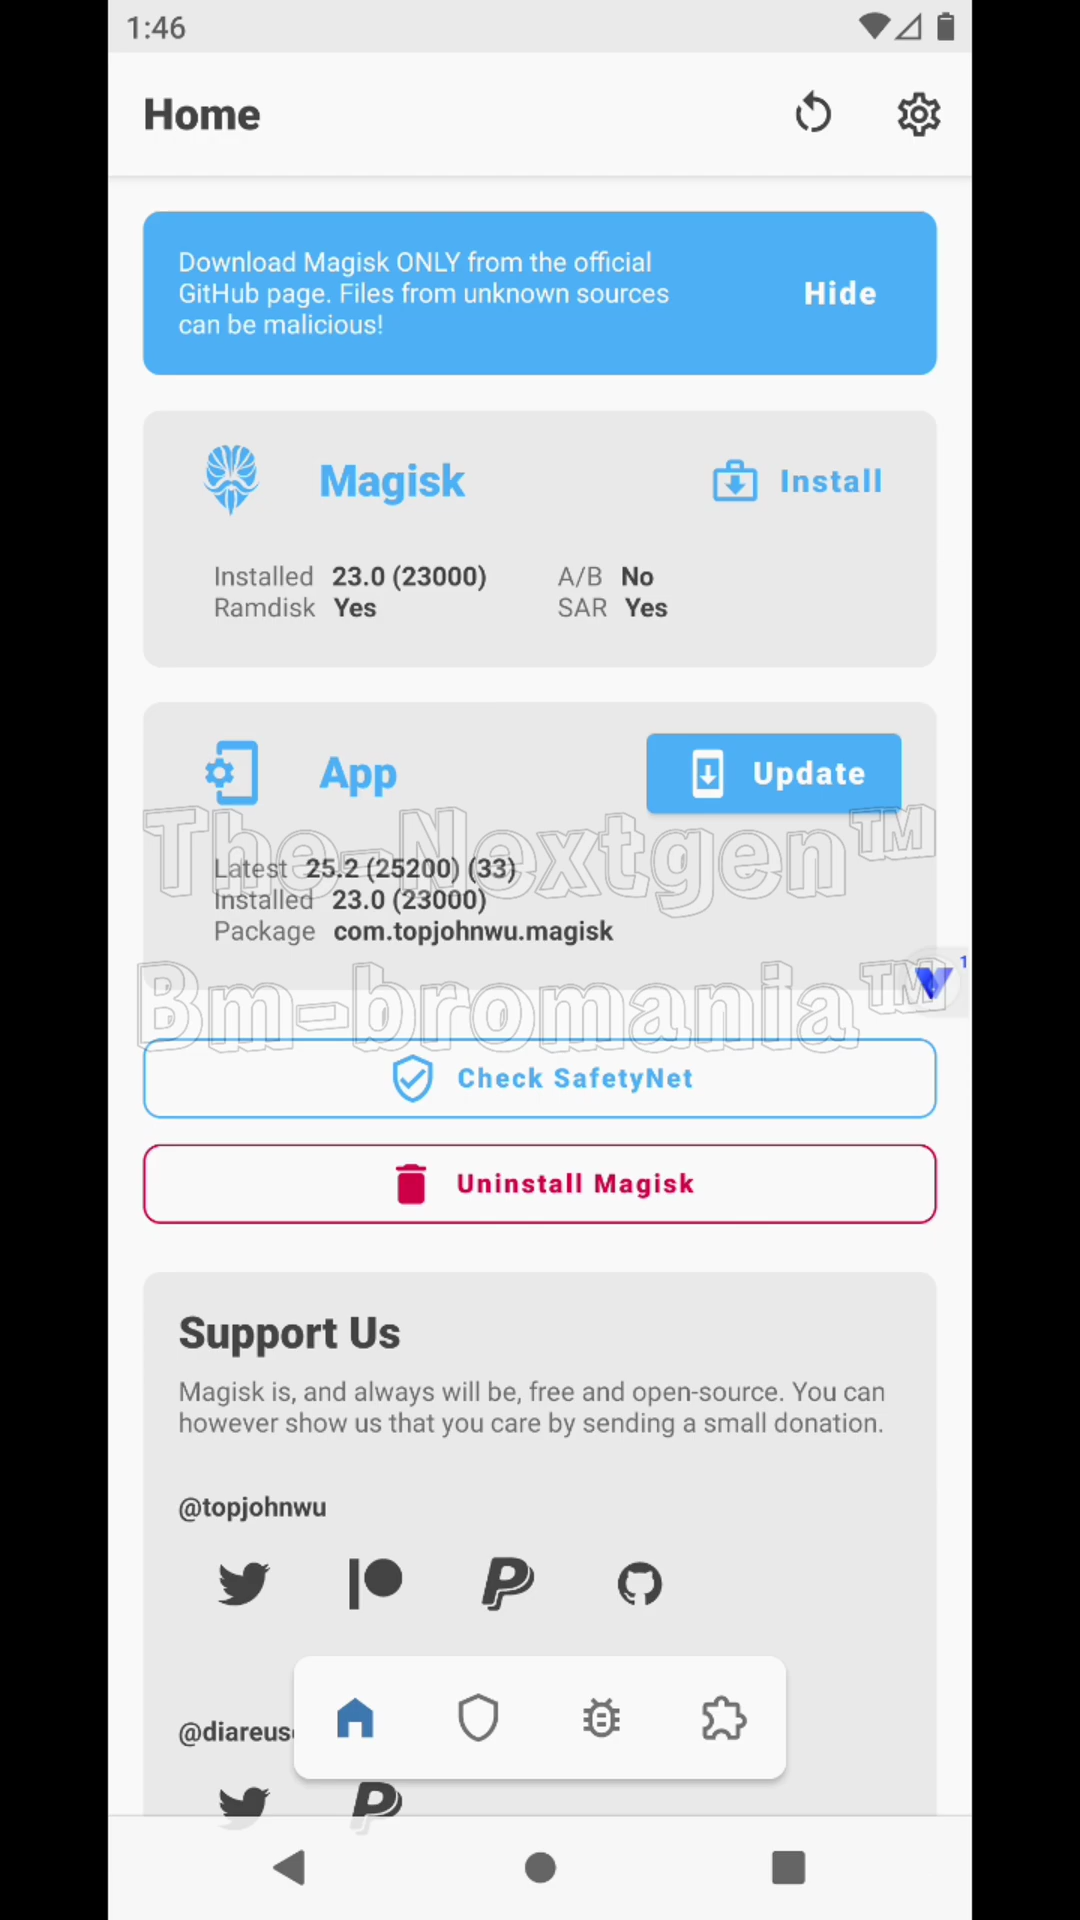 1:46
Home
Download Magisk ONLY from the official
GitHub page. Files from unknown sources
can be malicious!
Hide
Magisk
Install
Installed 23.0 (23000)
A/B No
Ramdisk Yes
SAR Yes
App
Update
The-Nextgen™
Latest 25.2 (25200) (33)
Installed 23.0 (23000)
Package com.topjohnwu.magisk
1
Bm-bromania™
Check SafetyNet
Uninstall Magisk
Support Us
Magisk is, and always will be, free and open-source. You can
however show us that you care by sending a small donation.
@topjohnwu
@diareus